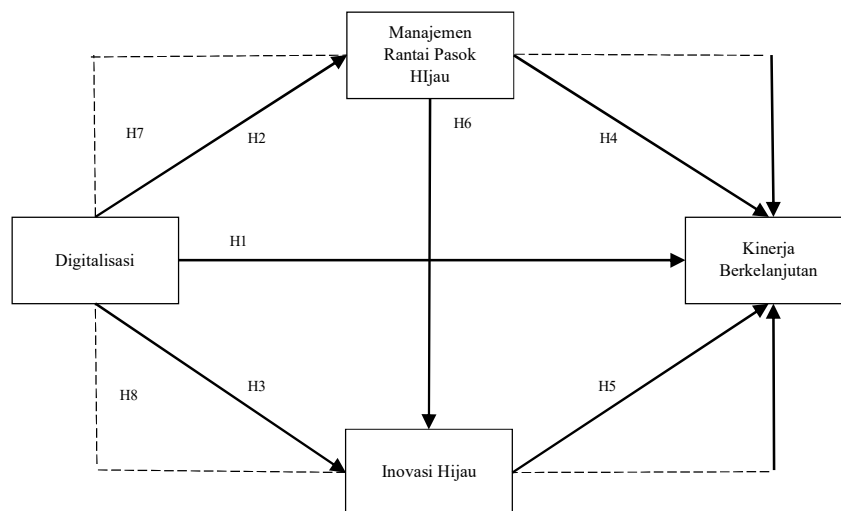 Manajemen
Rantai Pasok
HIjau
H7
H2
H6
H4
Digitalisasi
H1
Kinerja
Berkelanjutan
H8
H3
H5
Inovasi Hijau